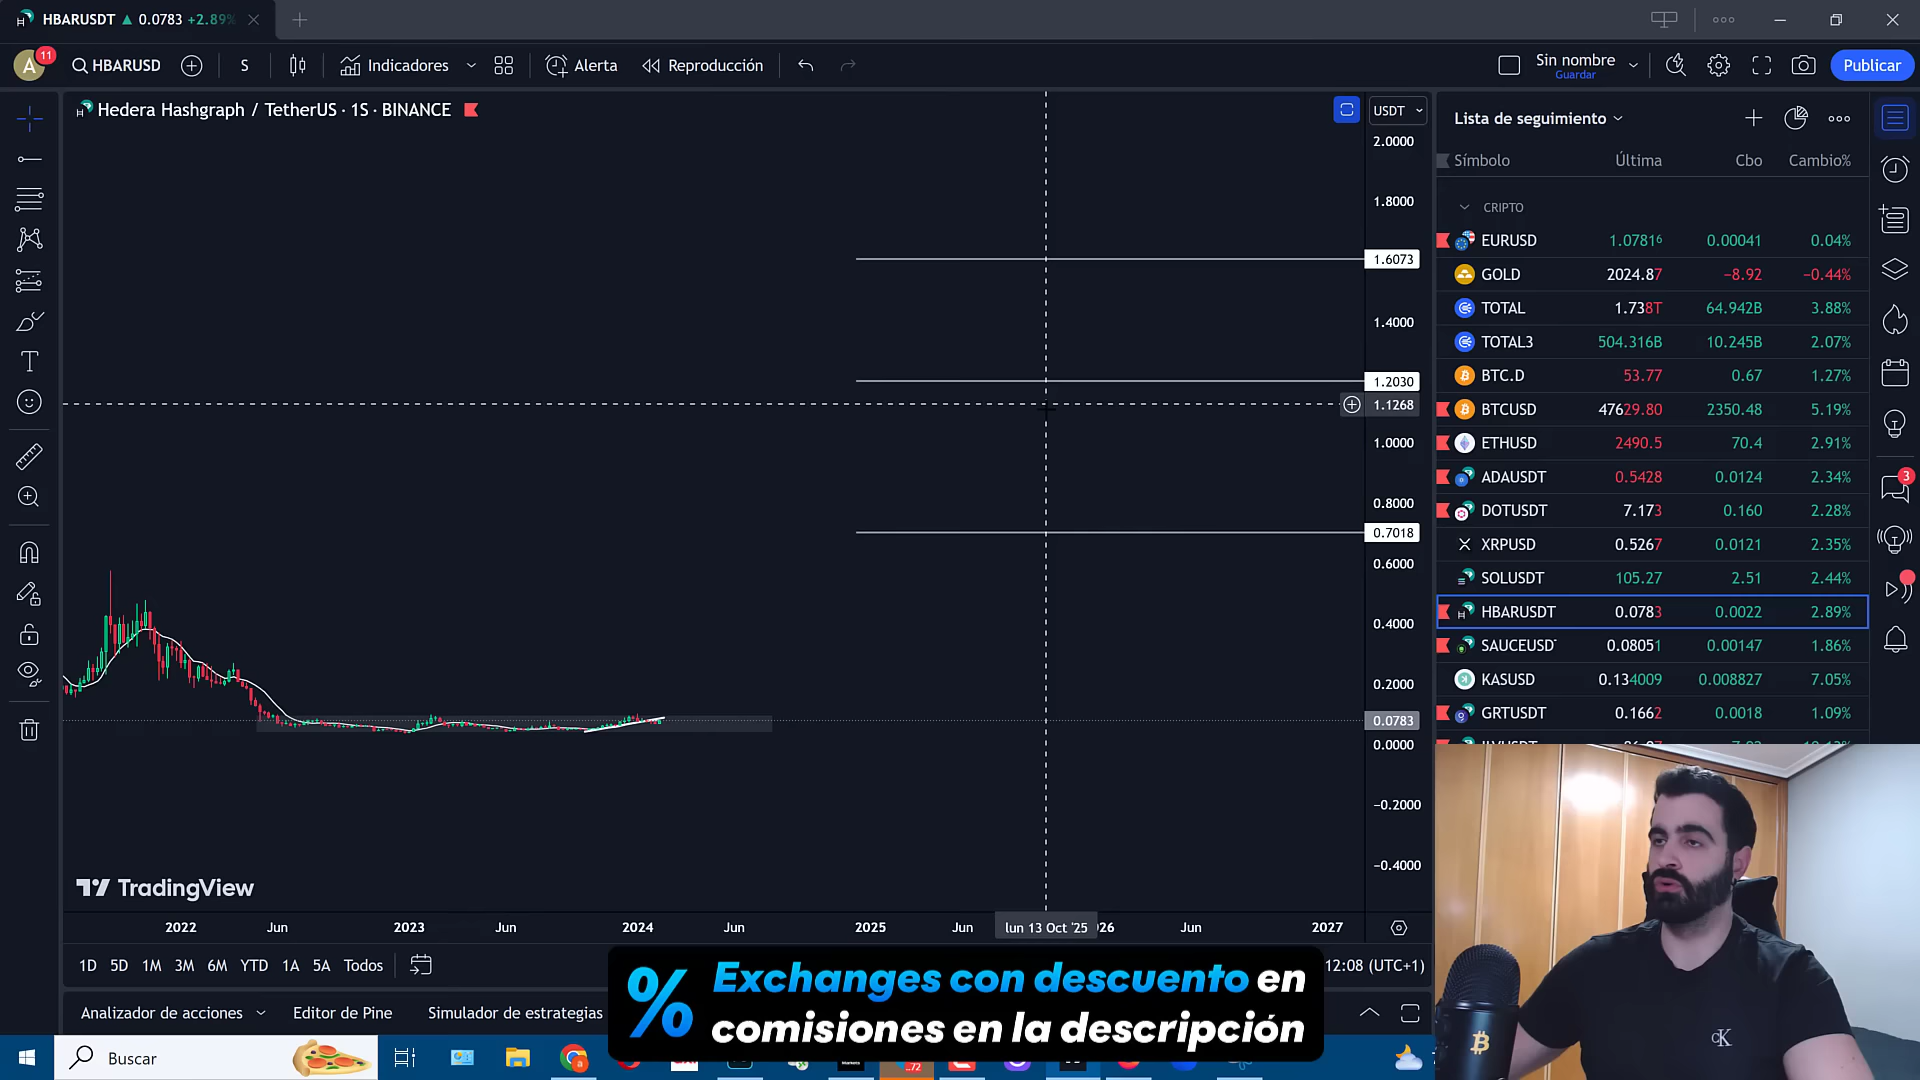 HBARUSDT ▲ 0.0783 +2.89%
A 11 HBARUSD S Indicadores Alerta Reproducción Sin nombre Guardar Publicar
Hedera Hashgraph / TetherUS · 1S · BINANCE
USDT
2.0000
1.8000
1.6073
1.4000
1.2030
1.1268
1.0000
0.8000
0.7018
0.6000
0.4000
0.2000
0.0783
0.0000
−0.2000
−0.4000
TradingView
2022 Jun 2023 Jun 2024 Jun 2025 Jun lun 13 Oct '25 Jun 2027
1D 5D 1M 3M 6M YTD 1A 5A Todos
12:08 (UTC+1)
Analizador de acciones Editor de Pine Simulador de estrategias
Lista de seguimiento
Símbolo Última Cbo Cambio%
CRIPTO
EURUSD 1.07816 0.00041 0.04%
GOLD 2024.87 −8.92 −0.44%
TOTAL 1.738T 64.942B 3.88%
TOTAL3 504.316B 10.245B 2.07%
BTC.D 53.77 0.67 1.27%
BTCUSD 47629.80 2350.48 5.19%
ETHUSD 2490.5 70.4 2.91%
ADAUSDT 0.5428 0.0124 2.34%
DOTUSDT 7.173 0.160 2.28%
XRPUSD 0.5267 0.0121 2.35%
SOLUSDT 105.27 2.51 2.44%
HBARUSDT 0.0783 0.0022 2.89%
SAUCEUSD 0.08051 0.00147 1.86%
KASUSD 0.134009 0.008827 7.05%
GRTUSDT 0.1662 0.0018 1.09%
3
% Exchanges con descuento en
comisiones en la descripción
Buscar
CK